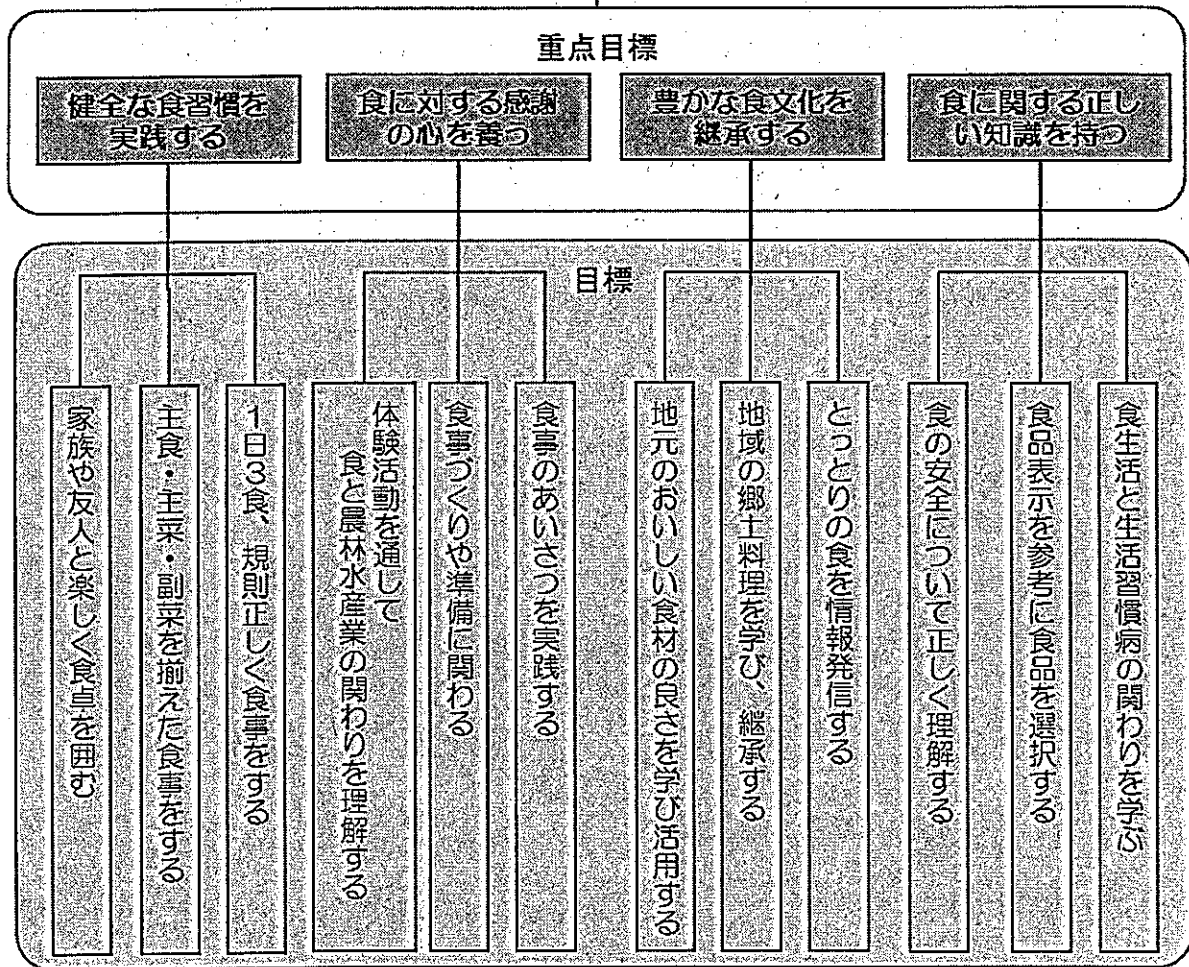 重点目標
健全な食習慣を
実践する
食に対する感謝
の心を養う
豊かな食文化を
継承する
食に関する正し
い知識を持つ
目標
家族や友人と楽しく食卓を囲む
主食・主菜・副菜を揃えた食事をする
1日3食、規則正しく食事をする
体験活動を通して
食と農林水産業の関わりを理解する
食事づくりや準備に関わる
食事のあいさつを実践する
地元のおいしい食材の良さを学び活用する
地域の郷土料理を学び、継承する
とっとりの食を情報発信する
食の安全について正しく理解する
食品表示を参考に食品を選択する
食生活と生活習慣病の関わりを学ぶ